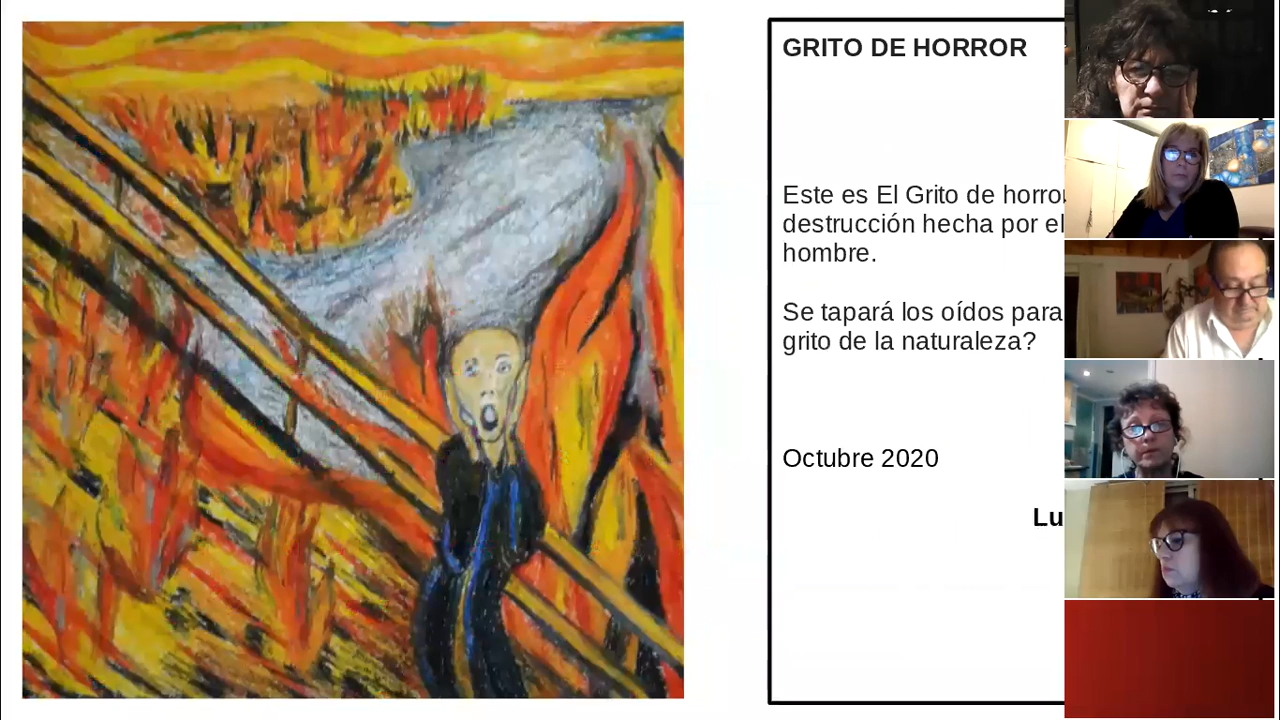 GRITO DE HORROR
Este es El Grito de horror
destrucción hecha por el
hombre.
Se tapará los oídos para
grito de la naturaleza?
Octubre 2020
Lu